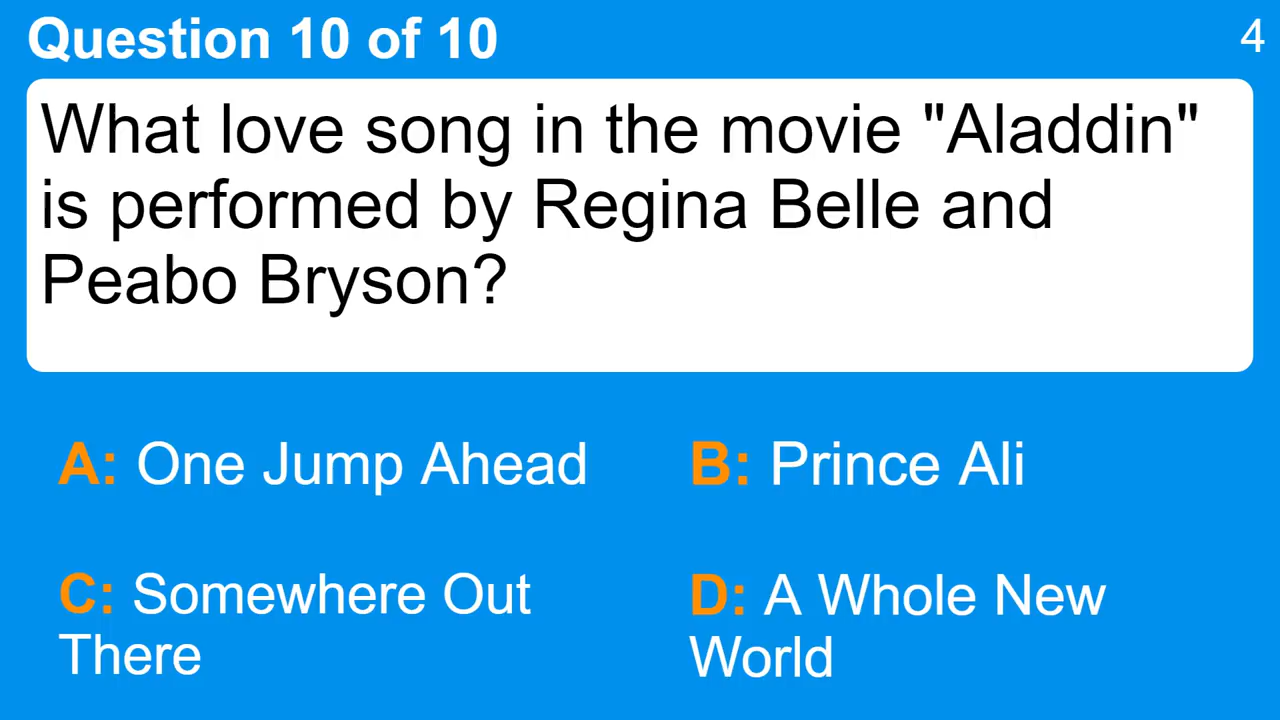 Question 10 of 10
4
What love song in the movie "Aladdin"
is performed by Regina Belle and
Peabo Bryson?
A: One Jump Ahead
B: Prince Ali
C: Somewhere Out
There
D: A Whole New
World